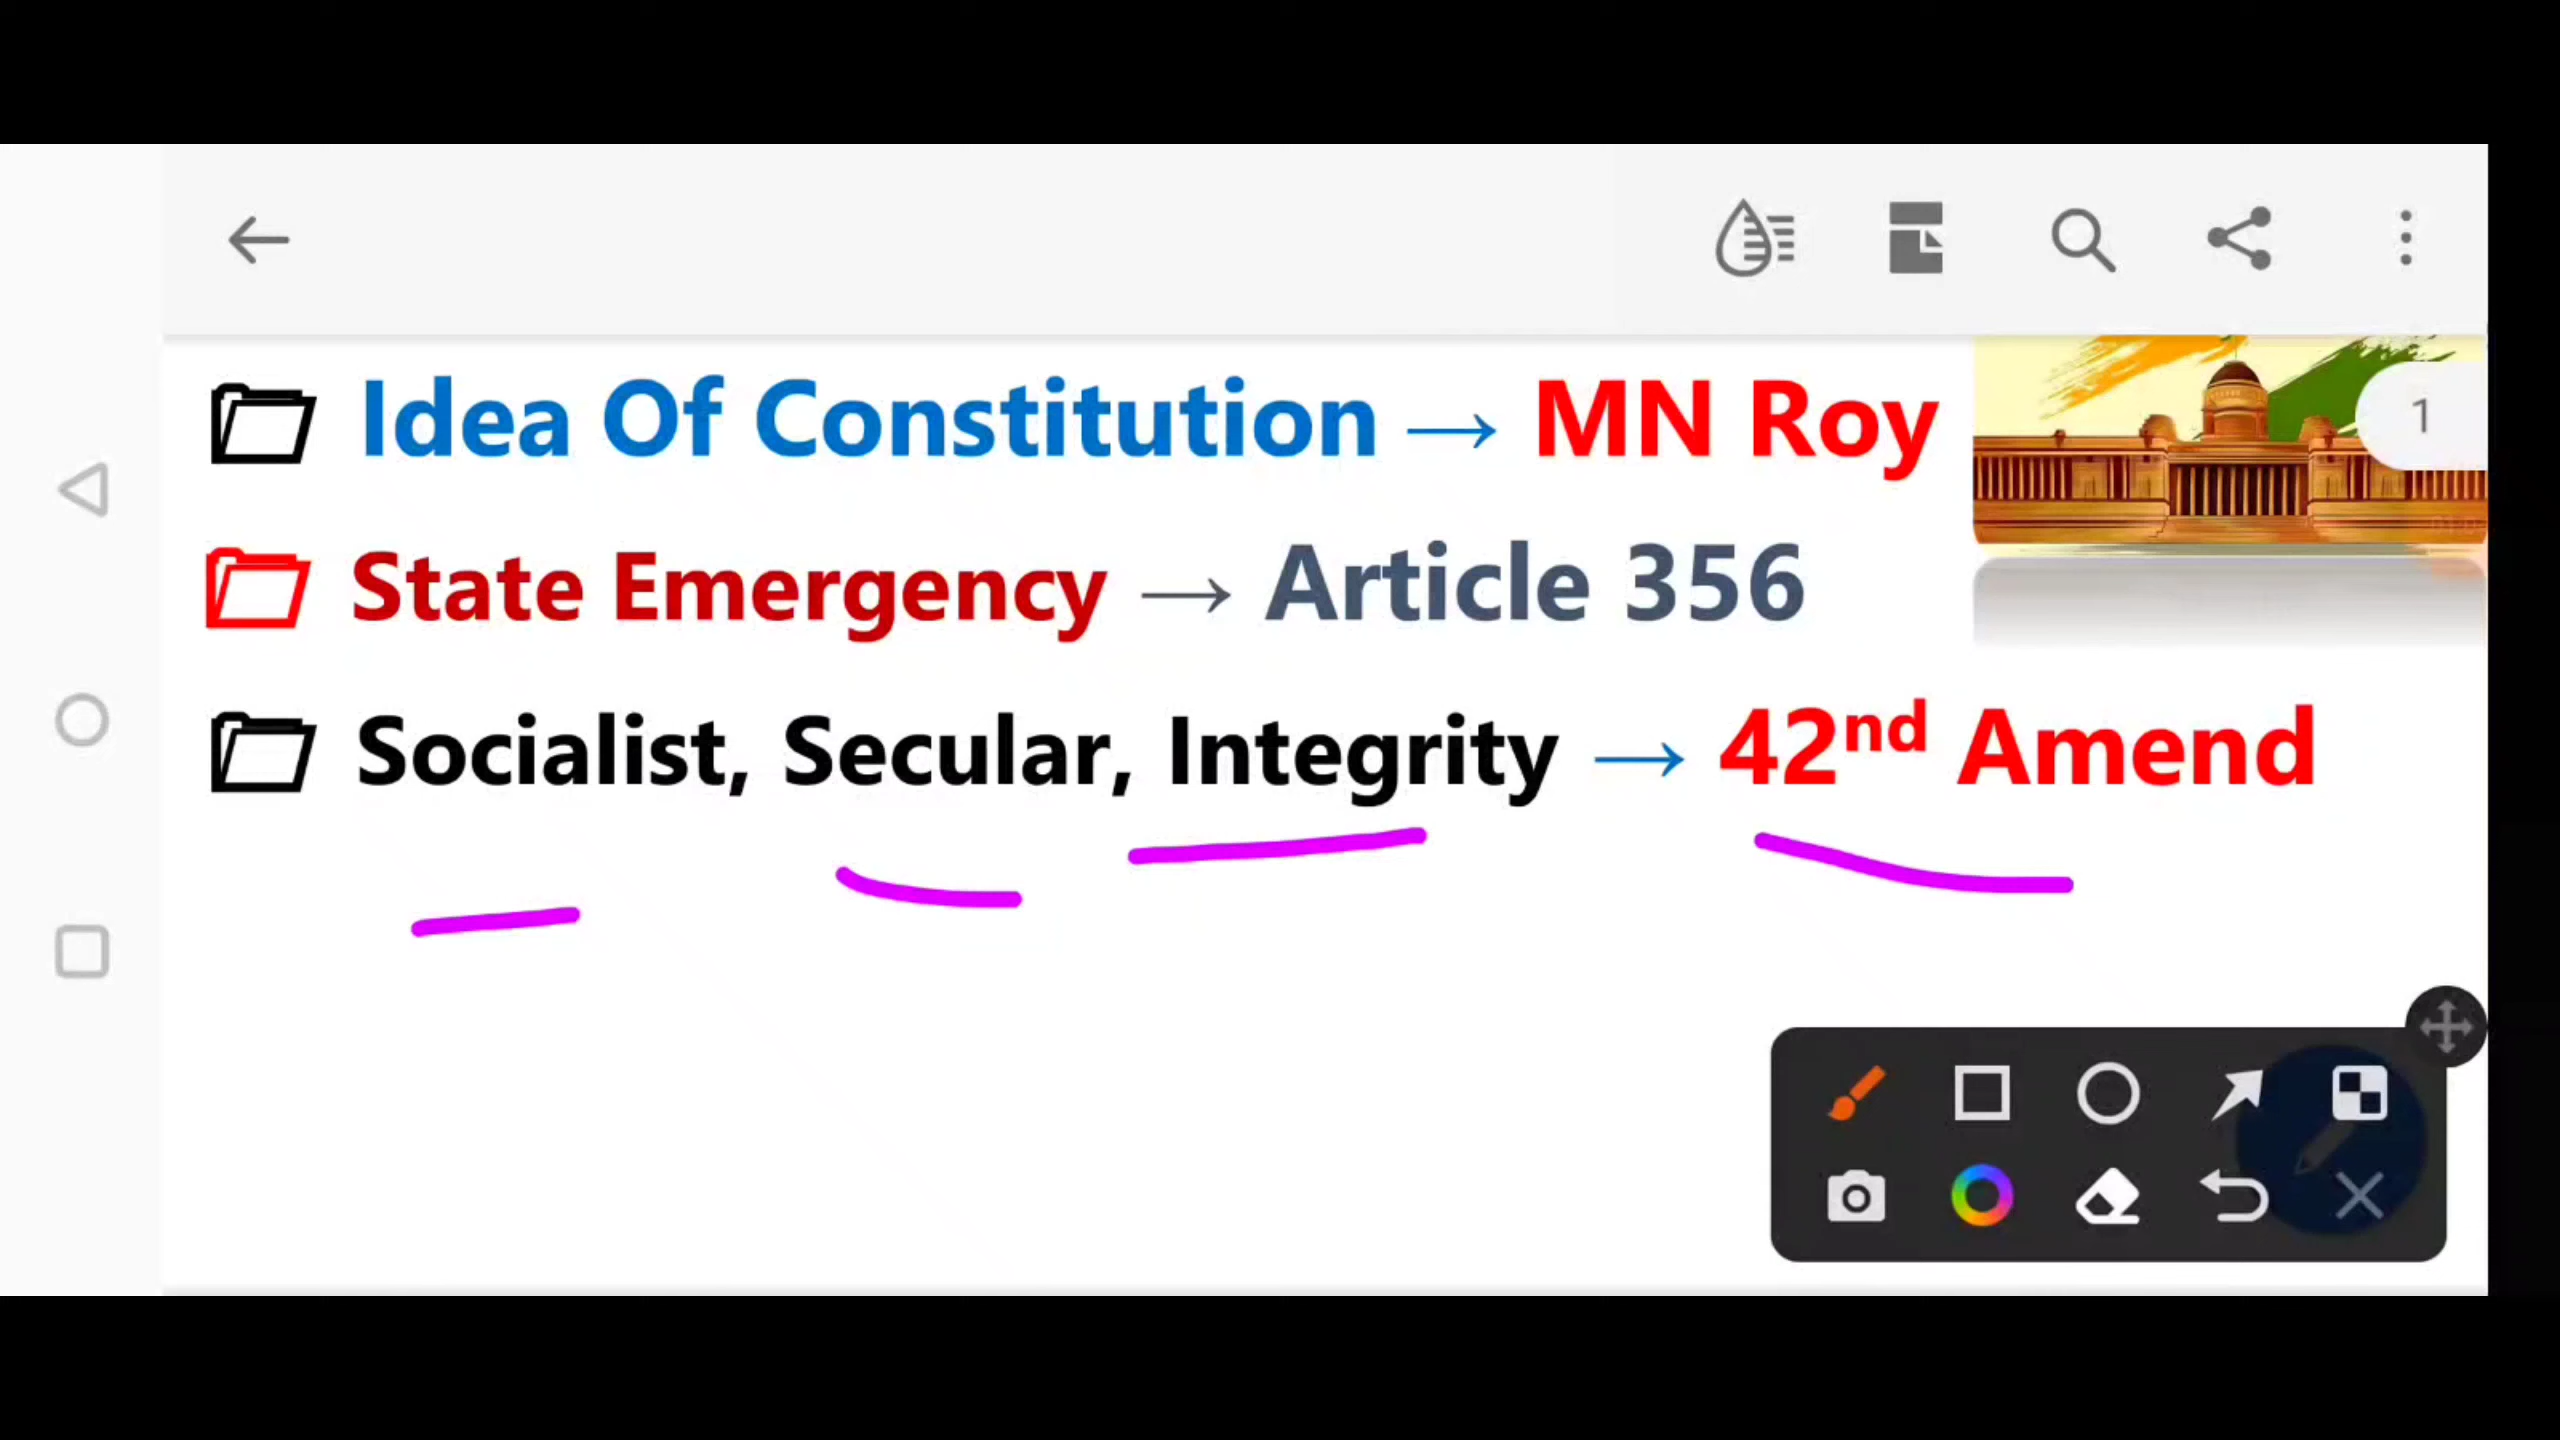 Idea Of Constitution → MN Roy
1
State Emergency → Article 356
Socialist, Secular, Integrity → 42nd Amend